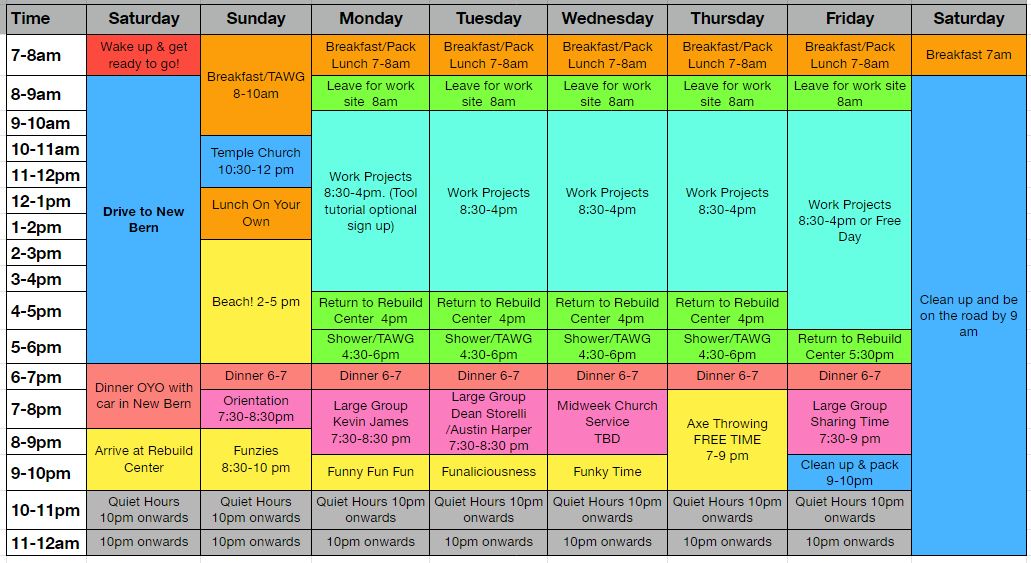 Time Saturday Sunday Monday Tuesday Wednesday Thursday Friday Saturday
7-8am
Wake up & get
ready to go!
Breakfast/TAWG
8-10am
Breakfast/Pack
Lunch 7-8am
Breakfast/Pack
Lunch 7-8am
Breakfast/Pack
Lunch 7-8am
Breakfast/Pack
Lunch 7-8am
Breakfast/Pack
Lunch 7-8am
Breakfast 7am
8-9am
Drive to New
Bern
Leave for work
site 8am
Leave for work
site 8am
Leave for work
site 8am
Leave for work
site 8am
Leave for work site
8am
Clean up and be
on the road by 9
am
9-10am
Work Projects
8:30-4pm. (Tool
tutorial optional
sign up)
Work Projects
8:30-4pm
Work Projects
8:30-4pm
Work Projects
8:30-4pm
Work Projects
8:30-4pm or Free
Day
10-11am
Temple Church
10:30-12 pm
11-12pm
12-1pm
Lunch On Your
Own
1-2pm
2-3pm
Beach! 2-5 pm
3-4pm
4-5pm
Return to Rebuild
Center 4pm
Return to Rebuild
Center 4pm
Return to Rebuild
Center 4pm
Return to Rebuild
Center 4pm
5-6pm
Shower/TAWG
4:30-6pm
Shower/TAWG
4:30-6pm
Shower/TAWG
4:30-6pm
Shower/TAWG
4:30-6pm
Return to Rebuild
Center 5:30pm
6-7pm
Dinner OYO with
car in New Bern
Dinner 6-7
Dinner 6-7
Dinner 6-7
Dinner 6-7
Dinner 6-7
Dinner 6-7
7-8pm
Orientation
7:30-8:30pm
Large Group
Kevin James
7:30-8:30 pm
Large Group
Dean Storelli
/Austin Harper
7:30-8:30 pm
Midweek Church
Service
TBD
Axe Throwing
FREE TIME
7-9 pm
Large Group
Sharing Time
7:30-9 pm
8-9pm
Arrive at Rebuild
Center
Funzies
8:30-10 pm
9-10pm
Funny Fun Fun
Funaliciousness
Funky Time
Clean up & pack
9-10pm
10-11pm
Quiet Hours
10pm onwards
Quiet Hours
10pm onwards
Quiet Hours 10pm
onwards
Quiet Hours 10pm
onwards
Quiet Hours 10pm
onwards
Quiet Hours 10pm
onwards
Quiet Hours 10pm
onwards
11-12am
10pm onwards
10pm onwards
10pm onwards
10pm onwards
10pm onwards
10pm onwards
10pm onwards